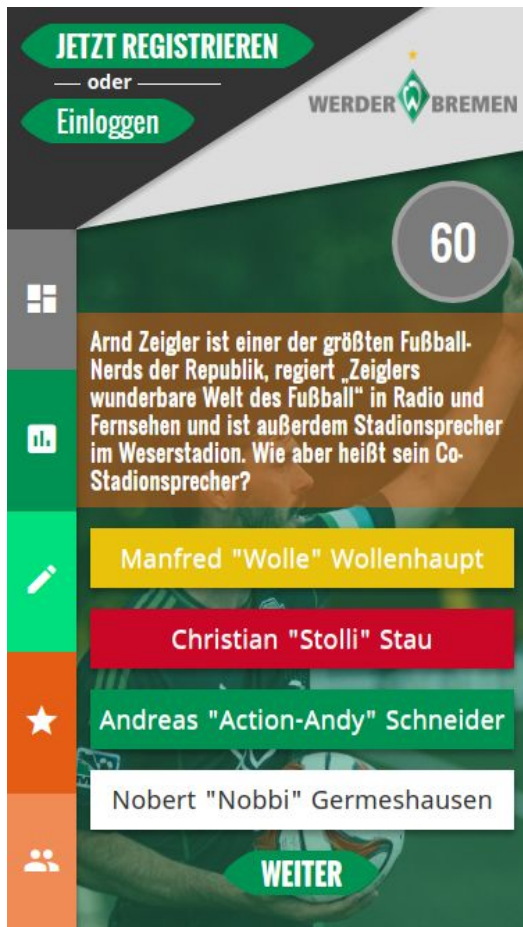 JETZT REGISTRIEREN
oder
Einloggen
WERDER BREMEN
60
Arnd Zeigler ist einer der größten Fußball-
Nerds der Republik, regiert „Zeiglers
wunderbare Welt des Fußball“ in Radio und
Fernsehen und ist außerdem Stadionsprecher
im Weserstadion. Wie aber heißt sein Co-
Stadionsprecher?
Manfred "Wolle" Wollenhaupt
Christian "Stolli" Stau
Andreas "Action-Andy" Schneider
Nobert "Nobbi" Germeshausen
WEITER